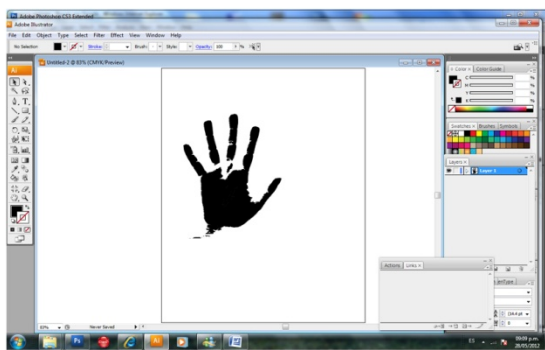 Adobe Photoshop CS3 Extended
Adobe Illustrator
File Edit Object Type Select Filter Effect View Window Help
No Selection Stroke: Brush: Style: Opacity: 100 %
Untitled-2 @ 83% (CMYK/Preview)
Color × Color Guide
C %
M %
Y %
K %
Swatches × Brushes Symbols
Layers ×
Layer 1
Actions Links ×
83% Never Saved
Ai
Ps
Ai
ES
09:09 p.m.
28/05/2012